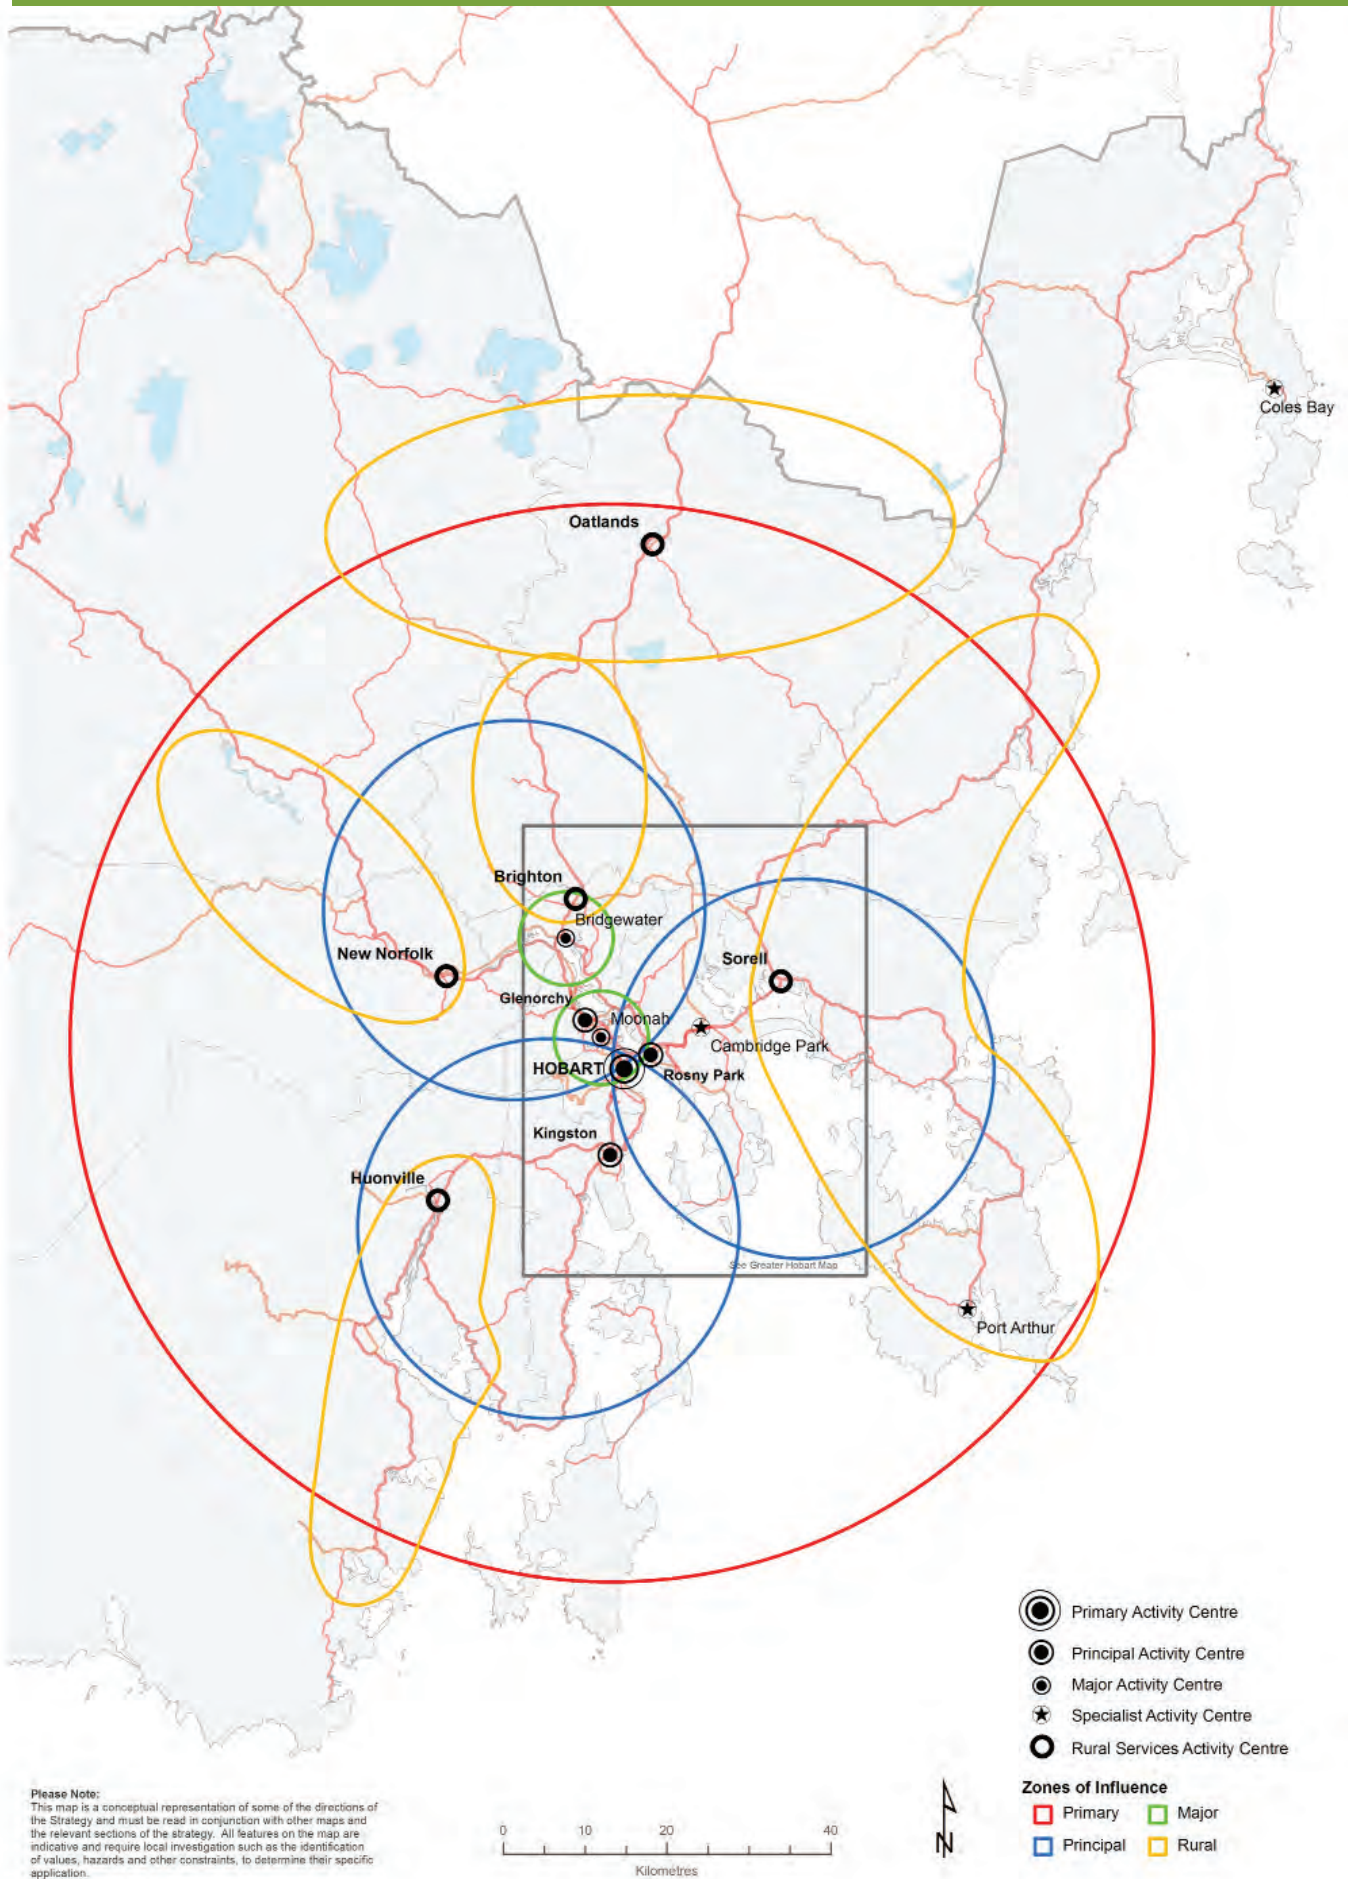 Coles Bay
Oatlands
Brighton
Bridgewater
New Norfolk
Sorell
Glenorchy
Moonah
Cambridge Park
HOBART
Rosny Park
Kingston
Huonville
See Greater Hobart Map
Port Arthur
Primary Activity Centre
Principal Activity Centre
Major Activity Centre
Specialist Activity Centre
Rural Services Activity Centre
Zones of Influence
Primary Major
Principal Rural
Please Note:
This map is a conceptual representation of some of the directions of
the Strategy and must be read in conjunction with other maps and
the relevant sections of the strategy. All features on the map are
indicative and require local investigation such as the identification
of values, hazards and other constraints, to determine their specific
application.
0 10 20 40
Kilometres
N